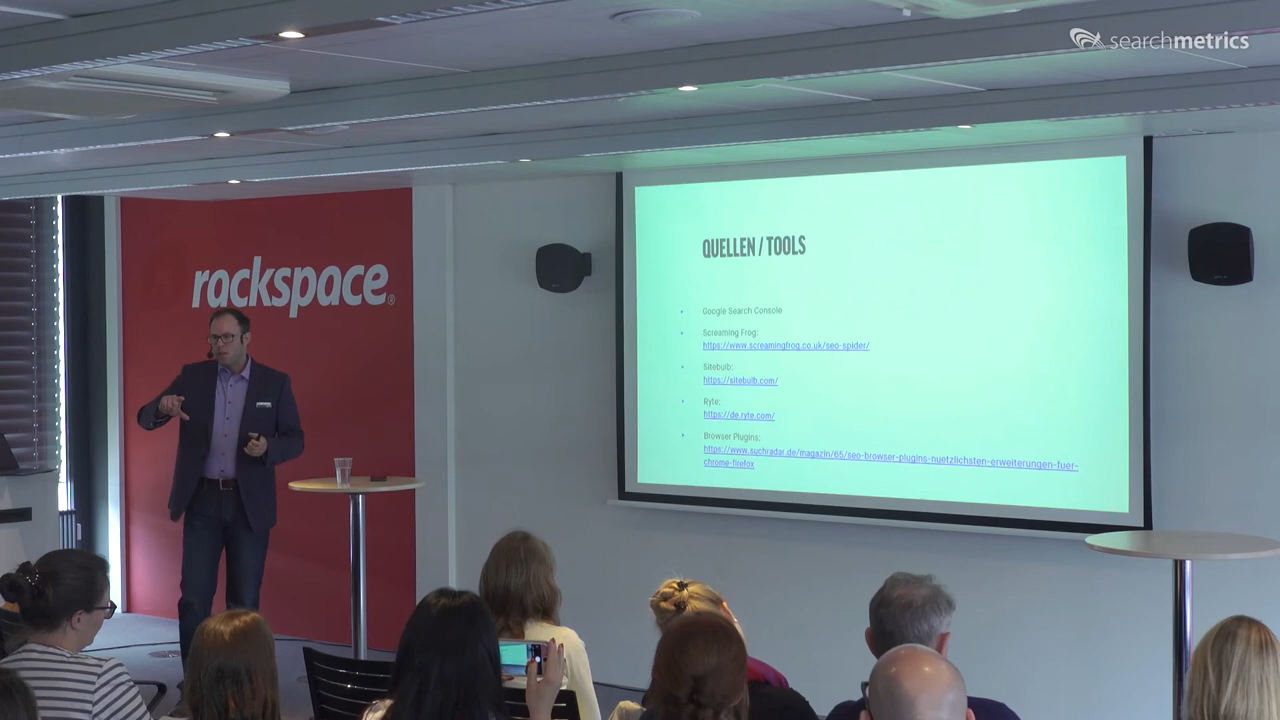 searchmetrics
rackspace®
QUELLEN / TOOLS
Google Search Console
Screaming Frog:
https://www.screamingfrog.co.uk/seo-spider/
Sitebulb:
https://sitebulb.com/
Ryte:
https://de.ryte.com/
Browser Plugins:
https://www.suchradar.de/magazin/65/seo-browser-plugins-nuetzlichsten-erweiterungen-fuer-
chrome-firefox